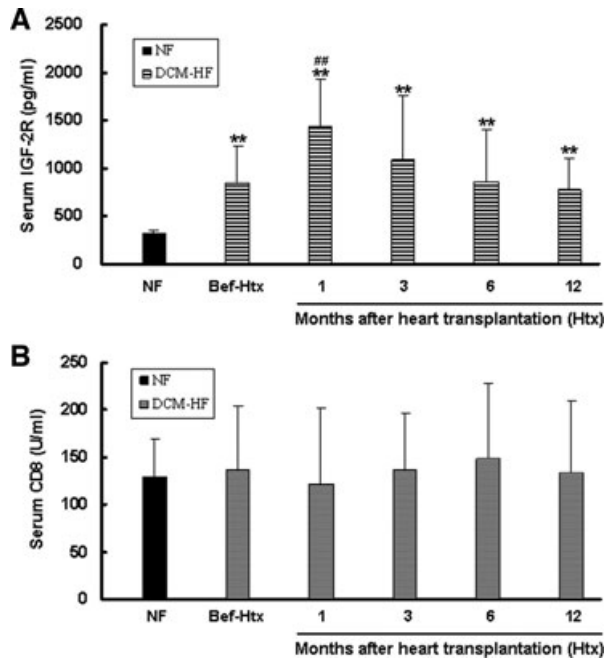 A
NF
DCM-HF
Serum IGF-2R (pg/ml)
2500
2000
1500
1000
500
0
**
##
**
**
**
**
NF Bef-Htx 1 3 6 12
Months after heart transplantation (Htx)
B
NF
DCM-HF
Serum CD8 (U/ml)
250
200
150
100
50
0
NF Bef-Htx 1 3 6 12
Months after heart transplantation (Htx)